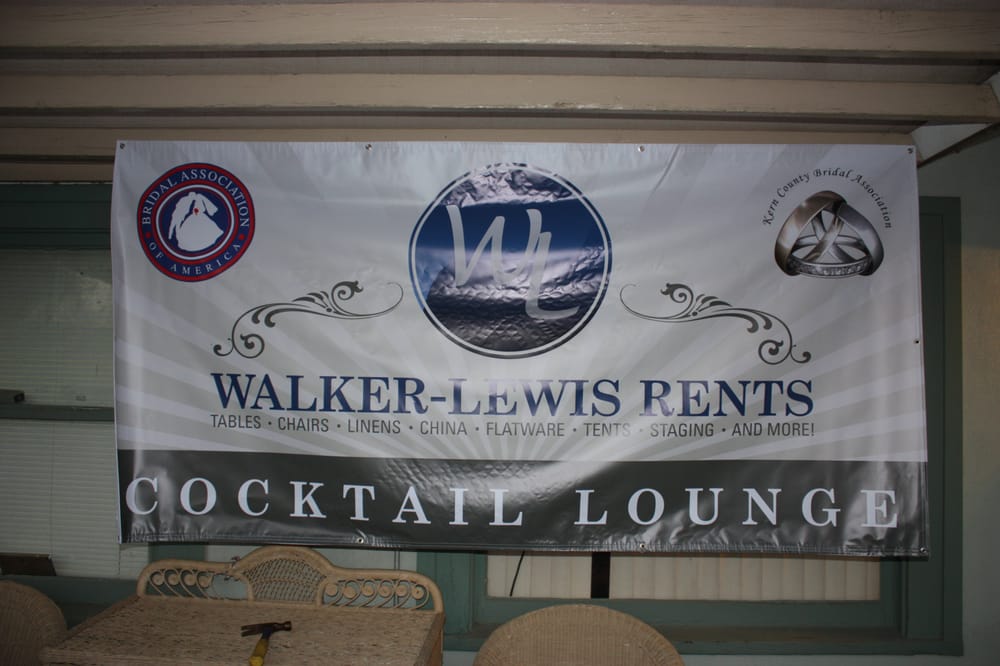 BRIDAL ASSOCIATION
OF AMERICA
WL
Kern County Bridal Association
WALKER-LEWIS RENTS
TABLES • CHAIRS • LINENS • CHINA • FLATWARE • TENTS • STAGING • AND MORE!
COCKTAIL LOUNGE